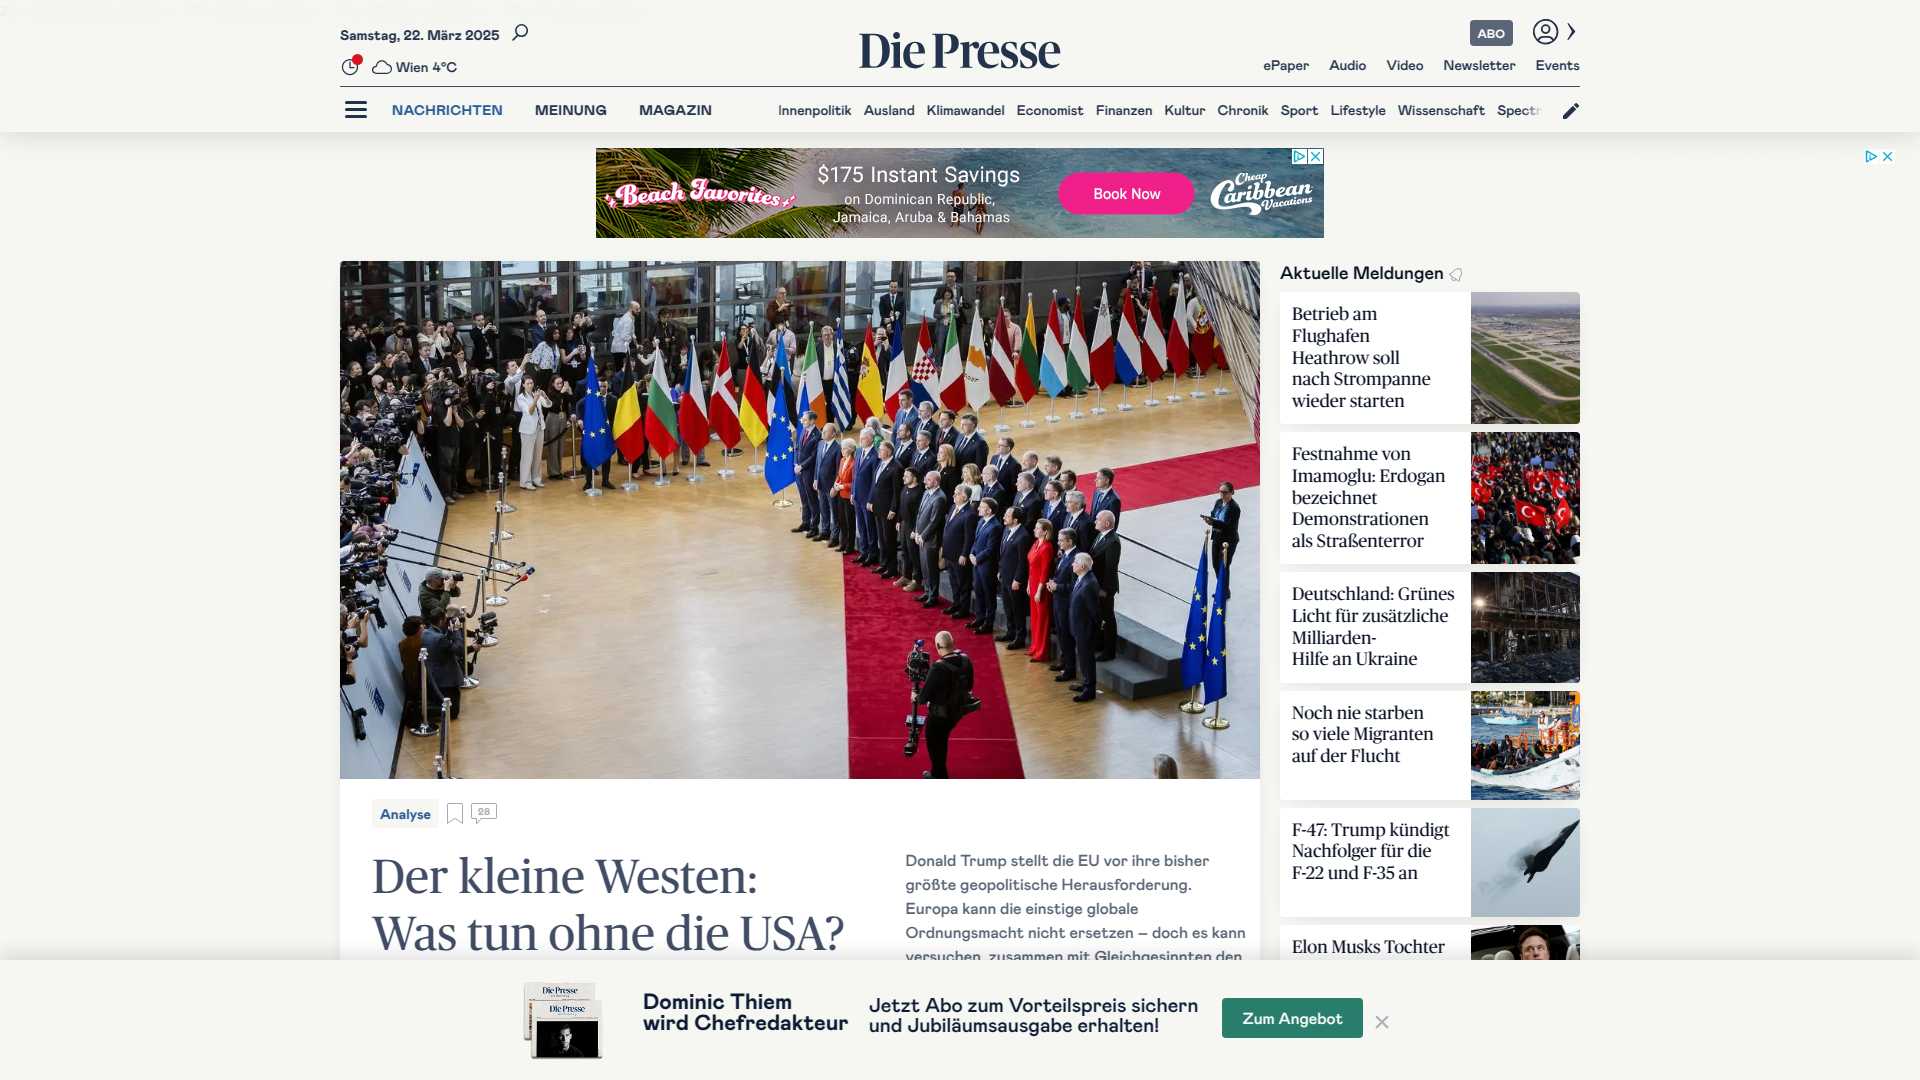 Samstag, 22. März 2025
Wien 4°C
Die Presse
ABO
ePaper Audio Video Newsletter Events
NACHRICHTEN MEINUNG MAGAZIN
Innenpolitik Ausland Klimawandel Economist Finanzen Kultur Chronik Sport Lifestyle Wissenschaft Spectr
Beach Favorites
$175 Instant Savings
on Dominican Republic,
Jamaica, Aruba & Bahamas
Book Now
Cheap
Caribbean
Vacations
Analyse
28
Der kleine Westen:
Was tun ohne die USA?
Donald Trump stellt die EU vor ihre bisher
größte geopolitische Herausforderung.
Europa kann die einstige globale
Ordnungsmacht nicht ersetzen – doch es kann
versuchen, zusammen mit Gleichgesinnten den
Aktuelle Meldungen
Betrieb am
Flughafen
Heathrow soll
nach Strompanne
wieder starten
Festnahme von
Imamoglu: Erdogan
bezeichnet
Demonstrationen
als Straßenterror
Deutschland: Grünes
Licht für zusätzliche
Milliarden-
Hilfe an Ukraine
Noch nie starben
so viele Migranten
auf der Flucht
F-47: Trump kündigt
Nachfolger für die
F-22 und F-35 an
Elon Musks Tochter
Die Presse
Die Presse
Dominic Thiem
wird Chefredakteur
Jetzt Abo zum Vorteilspreis sichern
und Jubiläumsausgabe erhalten!
Zum Angebot